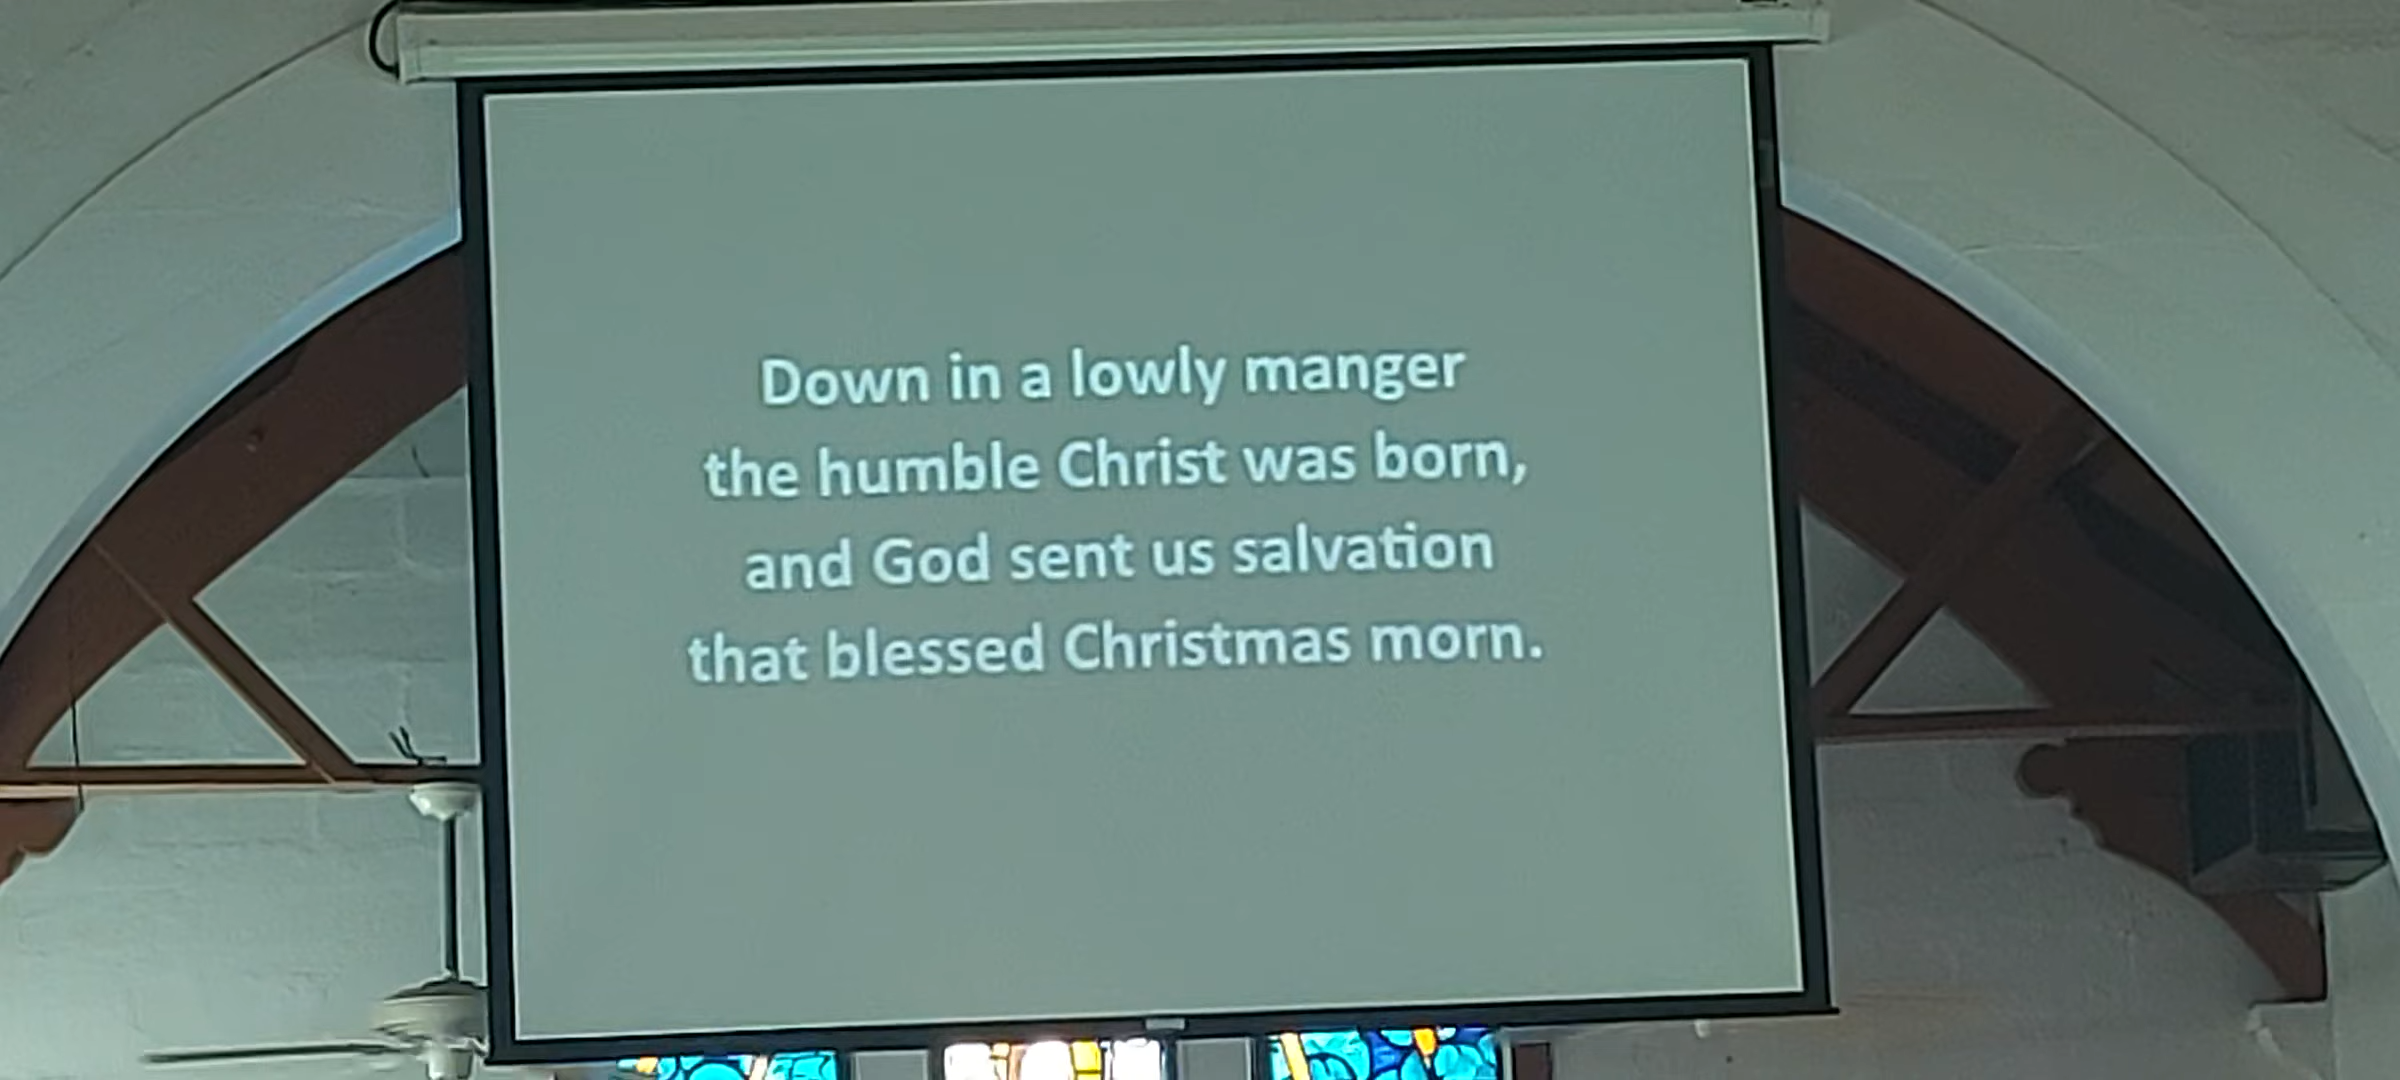 Down in a lowly manger
the humble Christ was born,
and God sent us salvation
that blessed Christmas morn.